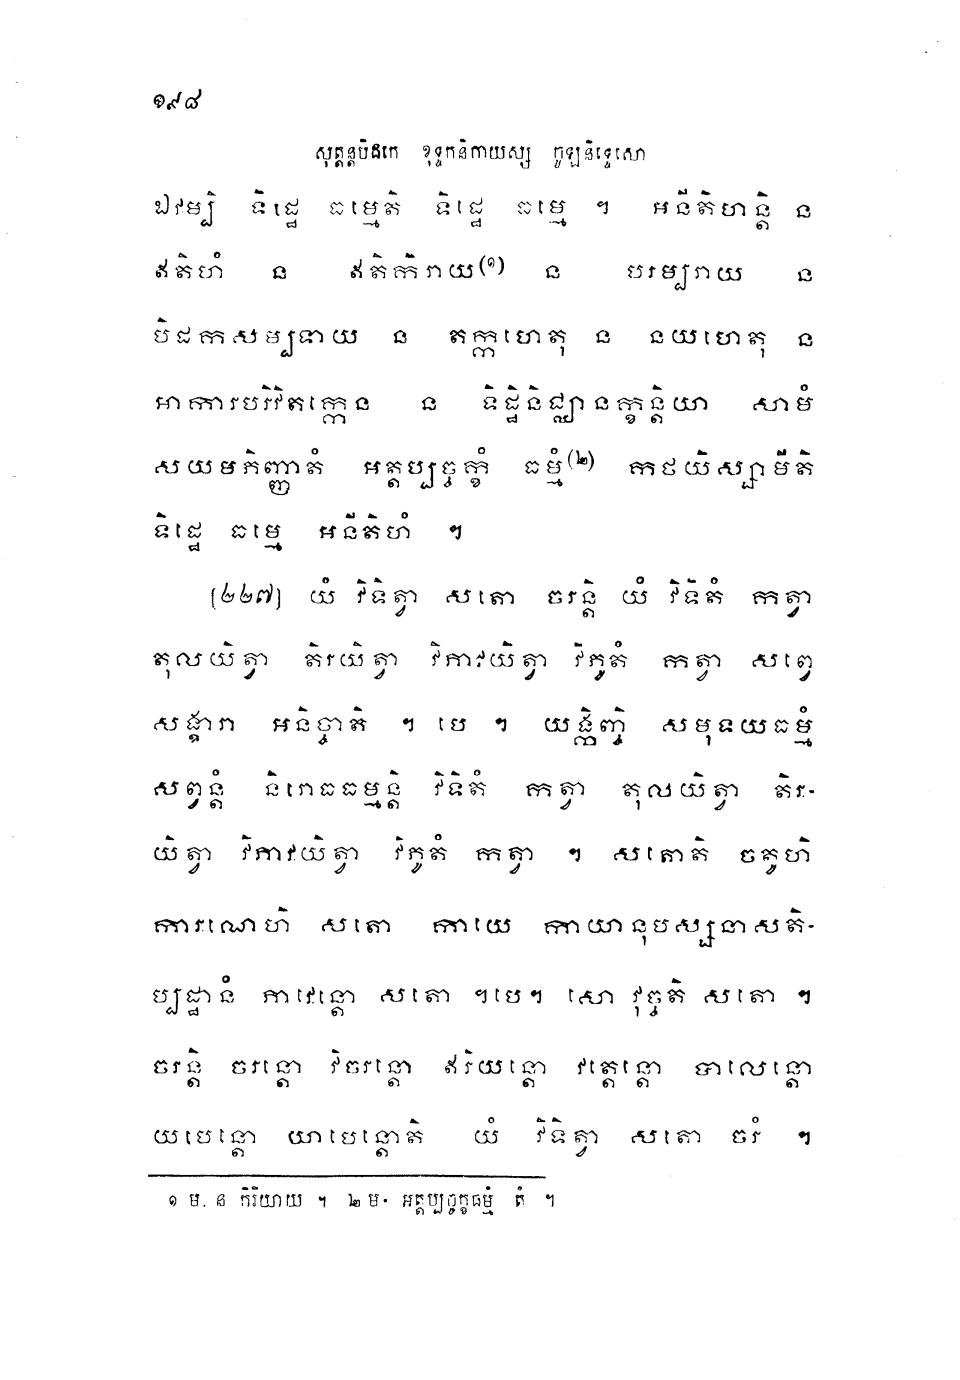 ១៩៨
សុត្តន្តបិដកេ ខុទ្ទកនិកាយស្ស ចូឡនិទ្ទេសោ
ឯវម្បិ ទិដ្ឋេ ធម្មេតិ ទិដ្ឋេ ធម្មេ ។ អនីតិហន្តិ ន
ឥតិហំ ន ឥតិកិរាយ(១) ន បរម្បរាយ ន
បិដកសម្បទាយ ន តក្កហេតុ ន នយហេតុ ន
អាការបរិវិតក្កេន ន ទិដ្ឋិនិជ្ឈានក្ខន្តិយា សាមំ
សយមភិញ្ញាតំ អត្តប្បច្ចក្ខំ ធម្មំ(២) កថយិស្សាមីតិ
ទិដ្ឋេ ធម្មេ អនីតិហំ ។
[២២៧] យំ វិទិត្វា សតោ ចរន្តិ យំ វិទិតំ កត្វា
តុលយិត្វា តិរយិត្វា វិភាវយិត្វា វិភូតំ កត្វា សព្វេ
សង្ខារា អនិច្ចាតិ ។ បេ ។ យង្កិញ្ចិ សមុទយធម្មំ
សព្វន្តំ និរោធធម្មន្តិ វិទិតំ កត្វា តុលយិត្វា តិរ-
យិត្វា វិភាវយិត្វា វិភូតំ កត្វា ។ សតោតិ ចតូហិ
ការណេហិ សតោ កាយេ កាយានុបស្សនាសតិ-
ប្បដ្ឋានំ ភាវេន្តោ សតោ ។បេ។ សោ វុច្ចតិ សតោ ។
ចរន្តិ ចរន្តោ វិចរន្តោ ឥរិយន្តោ វត្តេន្តោ បាលេន្តោ
យបេន្តោ យាបេន្តោតិ យំ វិទិត្វា សតោ ចរំ ។
១ ម. ន កិរិយាយ ។ ២ ម. អត្តប្បច្ចក្ខធម្មំ តំ ។